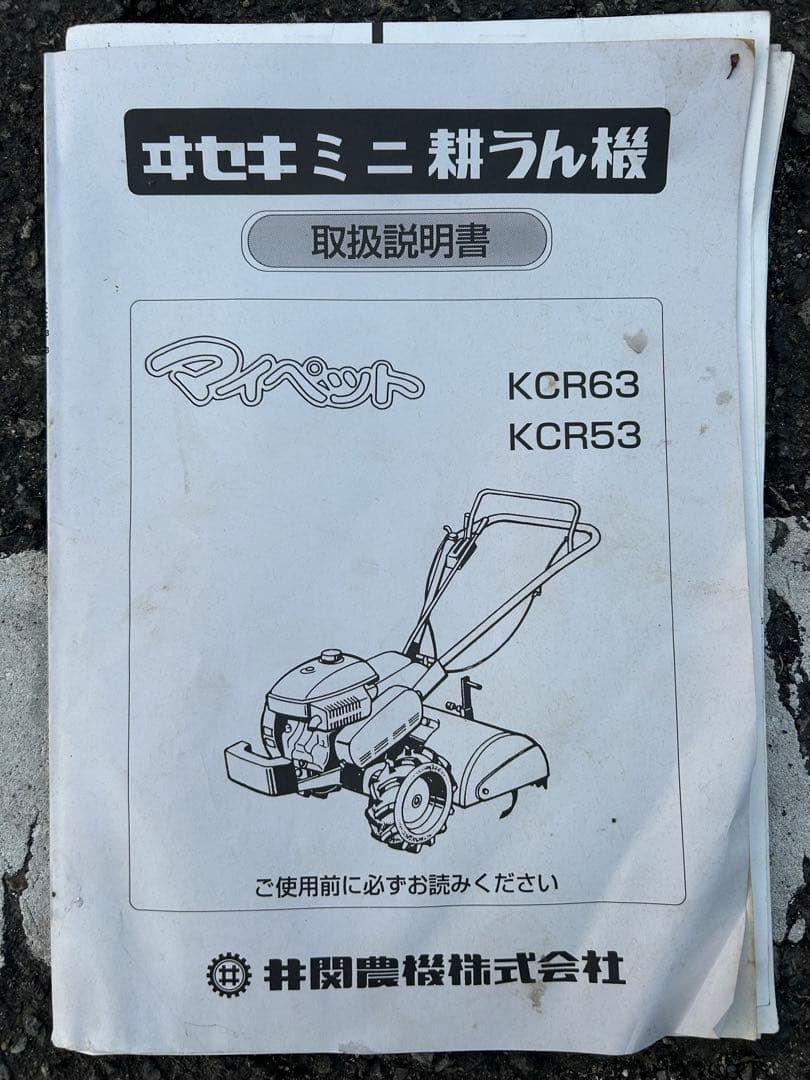 ヰセキミニ耕うん機
取扱説明書
マイペット
KCR63
KCR53
ご使用前に必ずお読みください
井関農機株式会社